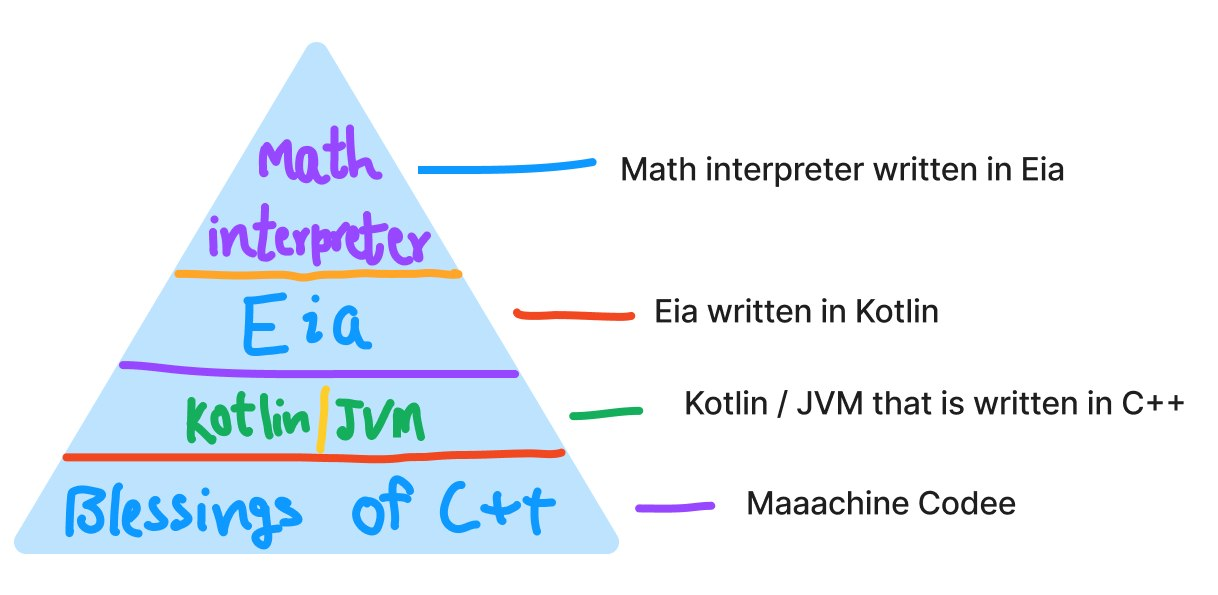 Math
interpreter
Math interpreter written in Eia
Eia
Eia written in Kotlin
Kotlin | JVM
Kotlin / JVM that is written in C++
Blessings of C++
Maaachine Codee